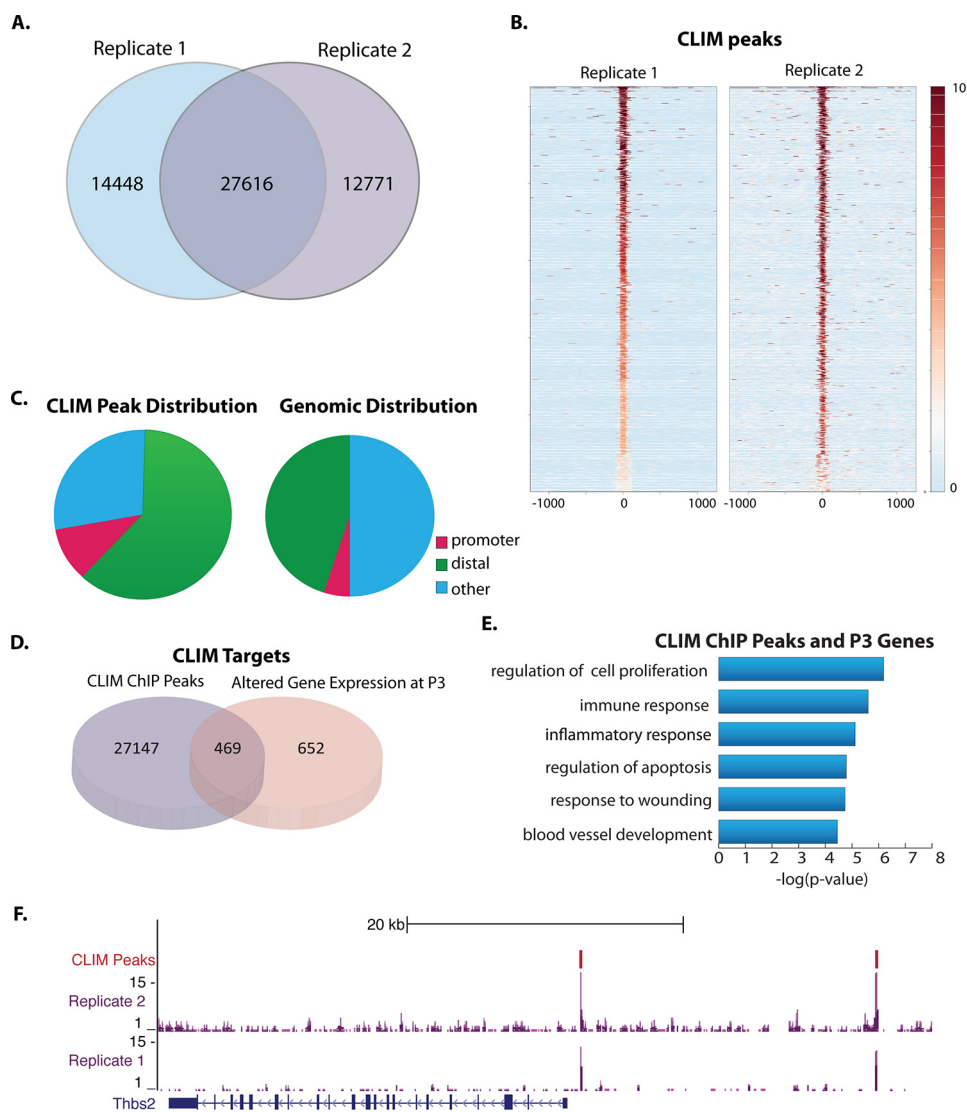 A.
Replicate 1
Replicate 2
14448
27616
12771
B.
CLIM peaks
Replicate 1
Replicate 2
10
0
-1000
0
1000
-1000
0
1000
C.
CLIM Peak Distribution
Genomic Distribution
promoter
distal
other
D.
CLIM Targets
CLIM ChIP Peaks
Altered Gene Expression at P3
27147
469
652
E.
CLIM ChIP Peaks and P3 Genes
regulation of cell proliferation
immune response
inflammatory response
regulation of apoptosis
response to wounding
blood vessel development
0 1 2 3 4 5 6 7 8
-log(p-value)
F.
20 kb
CLIM Peaks
15 -
Replicate 2
1 _
15 -
Replicate 1
1 _
Thbs2